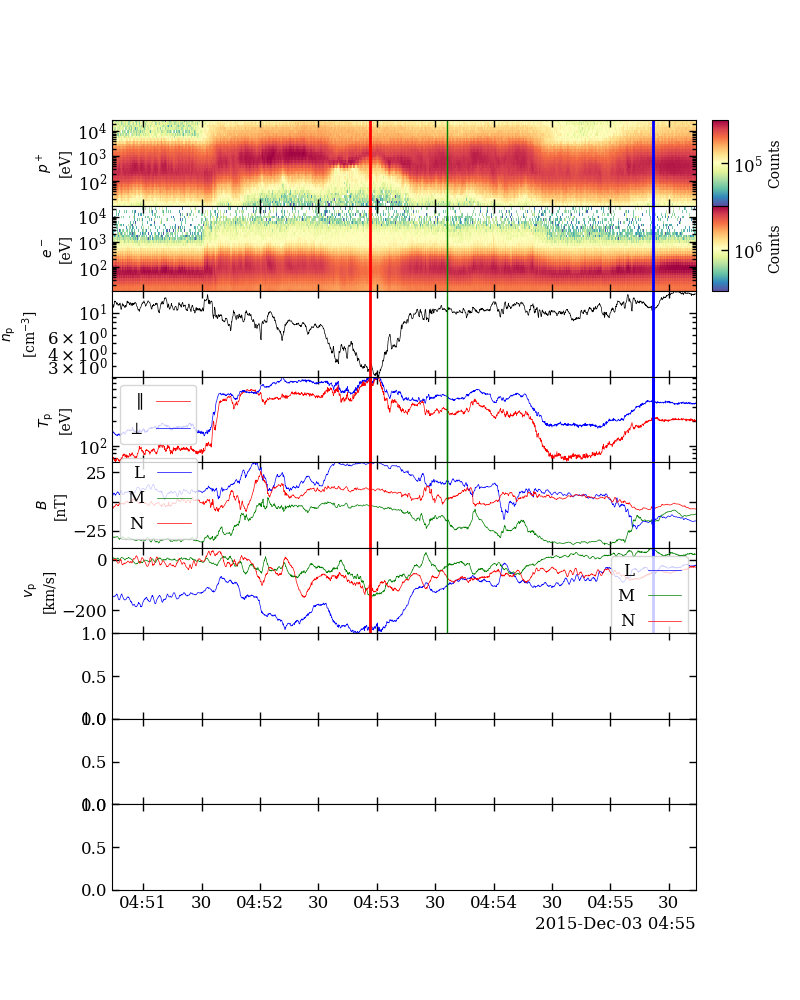 10⁴
10³
10²
p⁺
[eV]
10⁵
Counts
10⁴
10³
10²
e⁻
[eV]
10⁶
Counts
10¹
6 × 10⁰
4 × 10⁰
3 × 10⁰
nₚ
[cm⁻³]
∥
⊥
10²
Tₚ
[eV]
L
M
N
25
0
−25
B
[nT]
0
−200
vₚ
[km/s]
L
M
N
1.0
0.5
0.0
1.0
0.5
0.0
1.0
0.5
0.0
04:51 30 04:52 30 04:53 30 04:54 30 04:55 30
2015-Dec-03 04:55